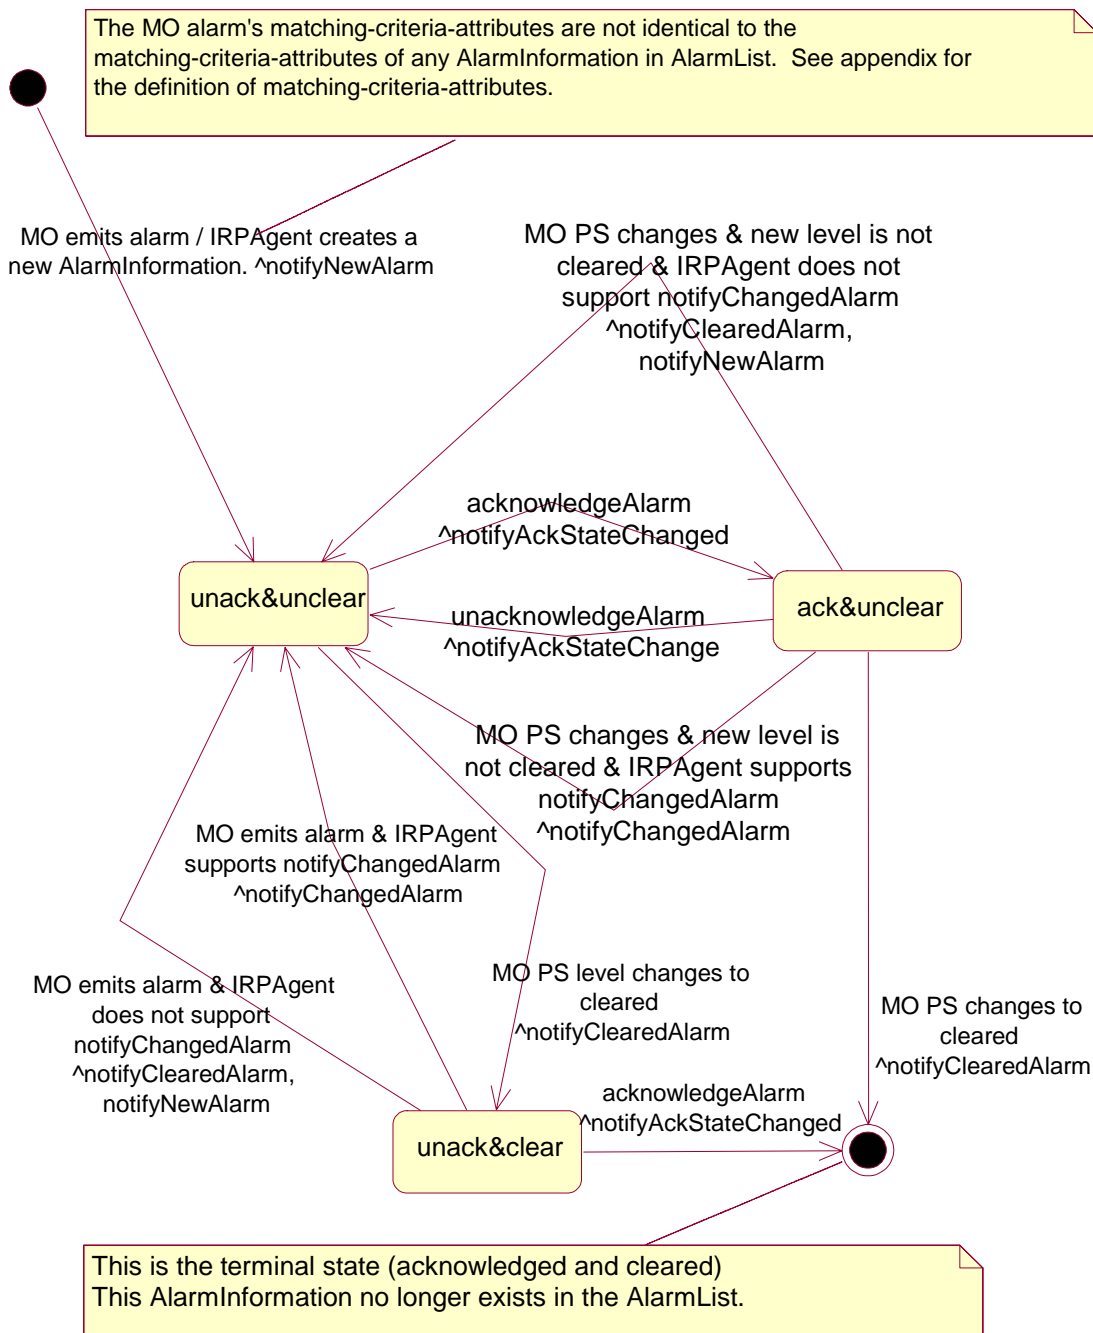 The MO alarm's matching-criteria-attributes are not identical to the
matching-criteria-attributes of any AlarmInformation in AlarmList.  See appendix for
the definition of matching-criteria-attributes.
MO emits alarm / IRPAgent creates a
new AlarmInformation. ^notifyNewAlarm
MO PS changes & new level is not
cleared & IRPAgent does not
support notifyChangedAlarm
^notifyClearedAlarm,
notifyNewAlarm
acknowledgeAlarm
^notifyAckStateChanged
unack&unclear
ack&unclear
unacknowledgeAlarm
^notifyAckStateChange
MO PS changes & new level is
not cleared & IRPAgent supports
notifyChangedAlarm
^notifyChangedAlarm
MO emits alarm & IRPAgent
supports notifyChangedAlarm
^notifyChangedAlarm
MO emits alarm & IRPAgent
does not support
notifyChangedAlarm
^notifyClearedAlarm,
notifyNewAlarm
MO PS level changes to
cleared
^notifyClearedAlarm
MO PS changes to
cleared
^notifyClearedAlarm
acknowledgeAlarm
^notifyAckStateChanged
unack&clear
This is the terminal state (acknowledged and cleared)
This AlarmInformation no longer exists in the AlarmList.